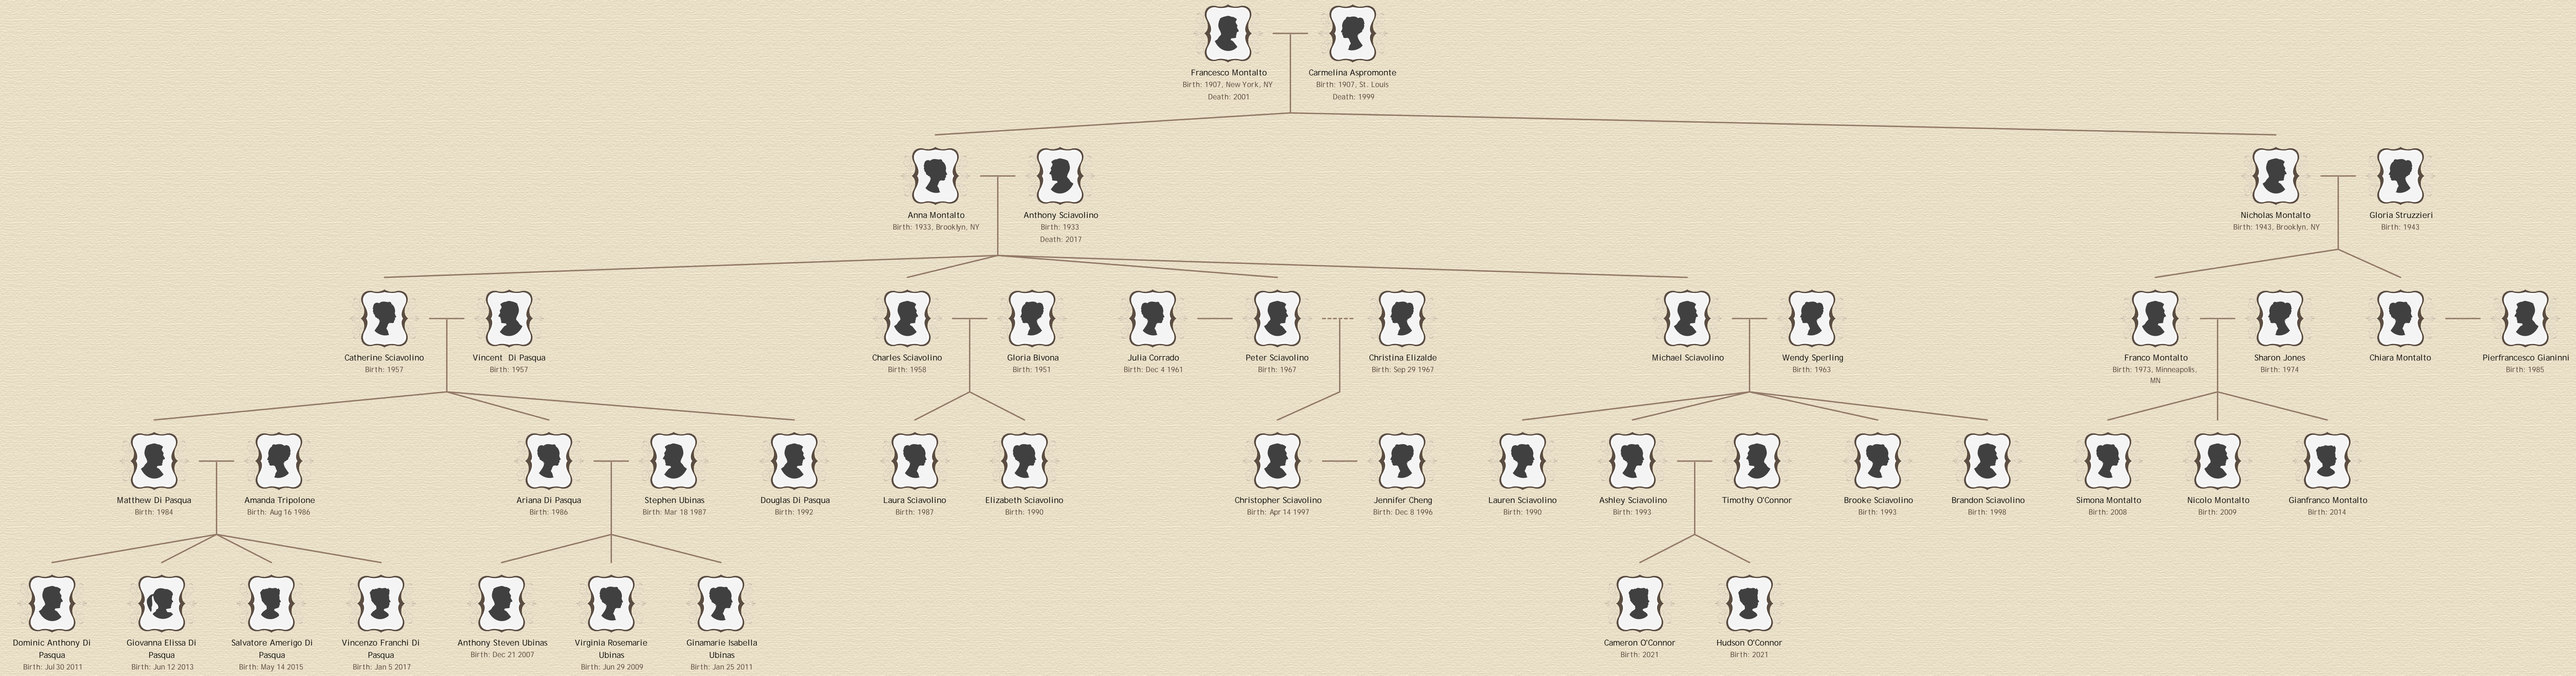 Francesco Montalto
Birth: 1907, New York, NY
Death: 2001
Carmelina Aspromonte
Birth: 1907, St. Louis
Death: 1999
Anna Montalto
Birth: 1933, Brooklyn, NY
Anthony Sciavolino
Birth: 1933
Death: 2017
Nicholas Montalto
Birth: 1943, Brooklyn, NY
Gloria Struzzieri
Birth: 1943
Catherine Sciavolino
Birth: 1957
Vincent Di Pasqua
Birth: 1957
Charles Sciavolino
Birth: 1958
Gloria Bivona
Birth: 1951
Julia Corrado
Birth: Dec 4 1961
Peter Sciavolino
Birth: 1967
Christina Elizalde
Birth: Sep 29 1967
Michael Sciavolino
Wendy Sperling
Birth: 1963
Franco Montalto
Birth: 1973, Minneapolis,
MN
Sharon Jones
Birth: 1974
Chiara Montalto
Pierfrancesco Gianinni
Birth: 1985
Matthew Di Pasqua
Birth: 1984
Amanda Tripolone
Birth: Aug 16 1986
Ariana Di Pasqua
Birth: 1986
Stephen Ubinas
Birth: Mar 18 1987
Douglas Di Pasqua
Birth: 1992
Laura Sciavolino
Birth: 1987
Elizabeth Sciavolino
Birth: 1990
Christopher Sciavolino
Birth: Apr 14 1997
Jennifer Cheng
Birth: Dec 8 1996
Lauren Sciavolino
Birth: 1990
Ashley Sciavolino
Birth: 1993
Timothy O'Connor
Brooke Sciavolino
Birth: 1993
Brandon Sciavolino
Birth: 1998
Simona Montalto
Birth: 2008
Nicolo Montalto
Birth: 2009
Gianfranco Montalto
Birth: 2014
Dominic Anthony Di
Pasqua
Birth: Jul 30 2011
Giovanna Elissa Di
Pasqua
Birth: Jun 12 2013
Salvatore Amerigo Di
Pasqua
Birth: May 14 2015
Vincenzo Franchi Di
Pasqua
Birth: Jan 5 2017
Anthony Steven Ubinas
Birth: Dec 21 2007
Virginia Rosemarie
Ubinas
Birth: Jun 29 2009
Ginamarie Isabella
Ubinas
Birth: Jan 25 2011
Cameron O'Connor
Birth: 2021
Hudson O'Connor
Birth: 2021